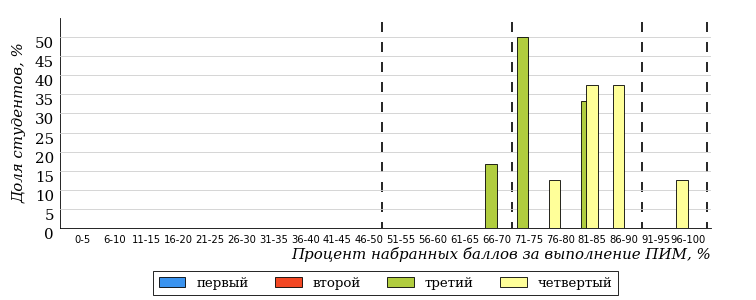 Доля студентов, %
50
45
40
35
30
25
20
15
10
5
0
0-5 6-10 11-15 16-20 21-25 26-30 31-35 36-40 41-45 46-50 51-55 56-60 61-65 66-70 71-75 76-80 81-85 86-90 91-95 96-100
Процент набранных баллов за выполнение ПИМ, %
первый второй третий четвертый